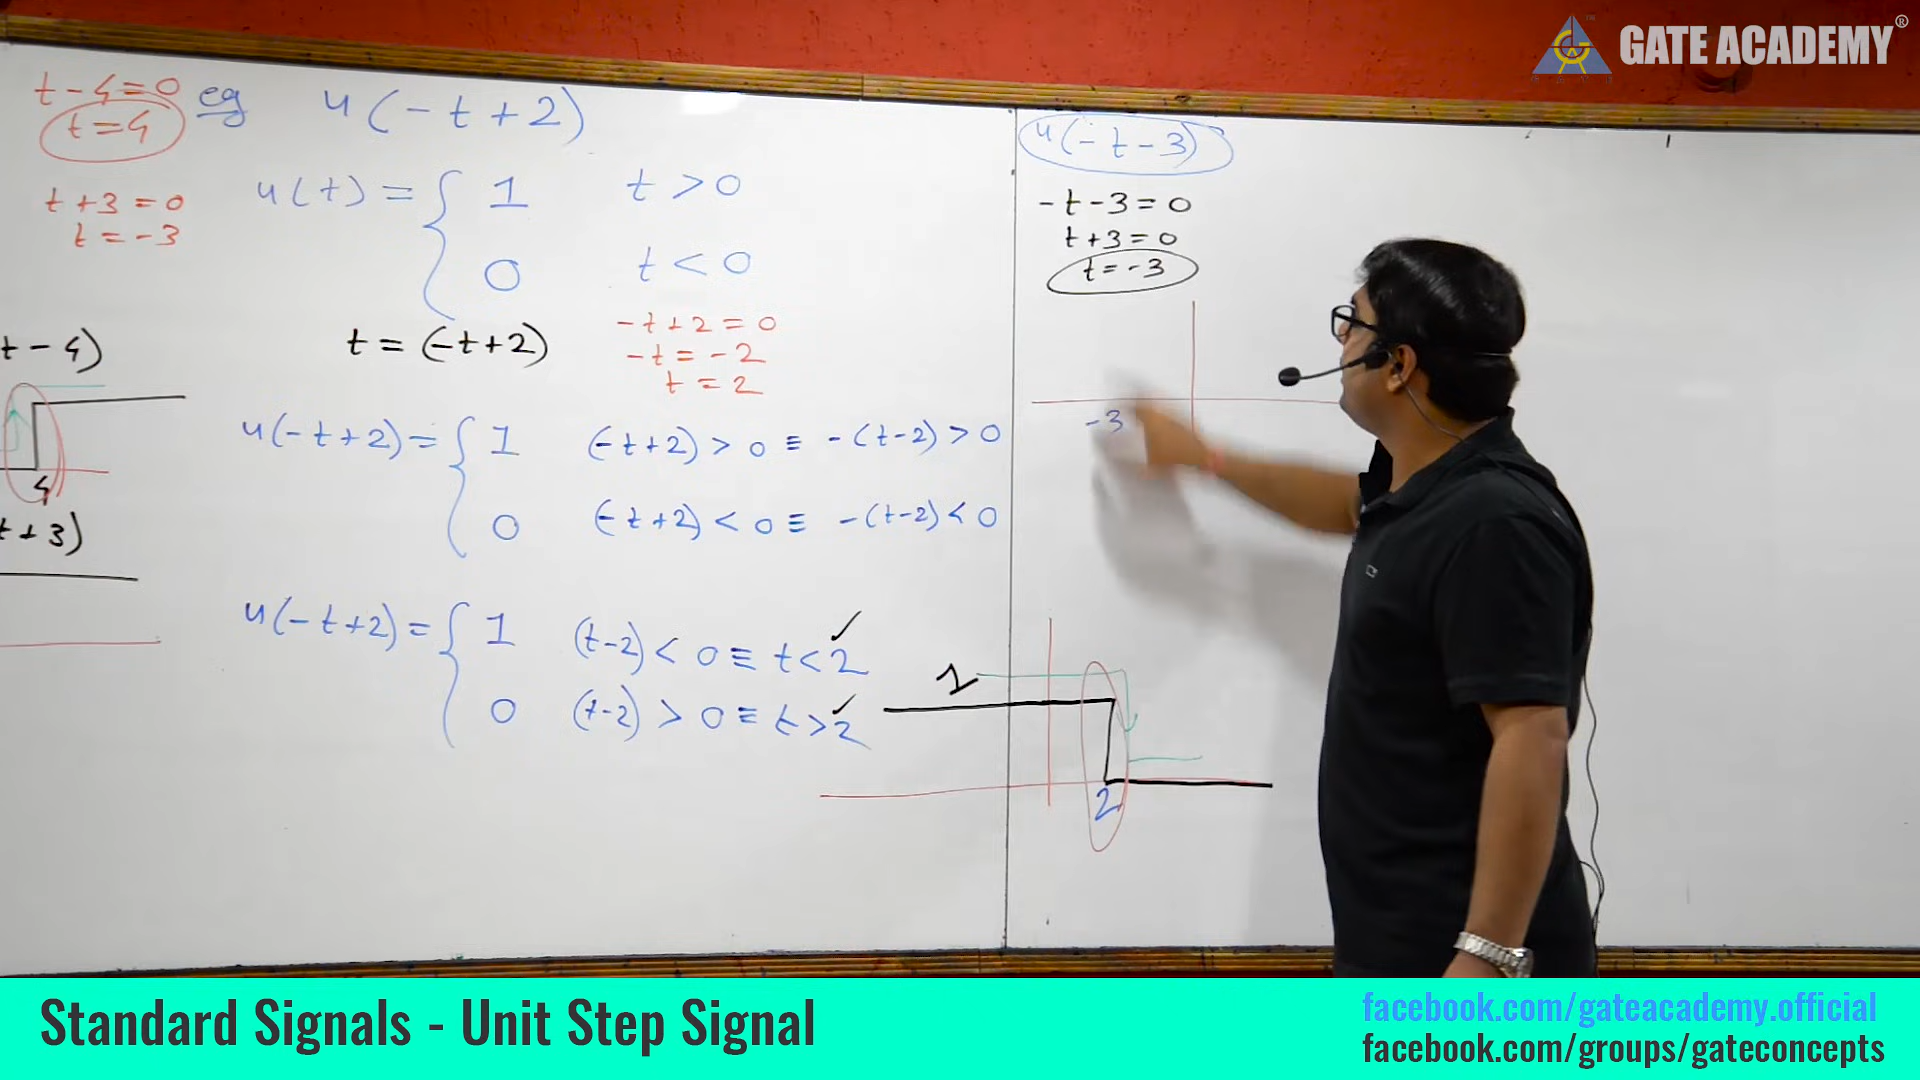 GATE ACADEMY®
t - 4 = 0
t = 4
t + 3 = 0
t = -3
t - 4)
4
t + 3)
eg u(-t+2)
u(t) = { 1 t > 0
0 t < 0
t = (-t+2)
-t+2 = 0
-t = -2
t = 2
u(-t+2) = { 1 (-t+2) > 0 ≡ -(t-2) > 0
0 (-t+2) < 0 ≡ -(t-2) < 0
u(-t+2) = { 1 (t-2) < 0 ≡ t < 2 ✓
0 (t-2) > 0 ≡ t > 2 ✓
1
2
u(-t-3)
-t-3 = 0
t+3 = 0
t = -3
-3
Standard Signals - Unit Step Signal
facebook.com/gateacademy.official
facebook.com/groups/gateconcepts